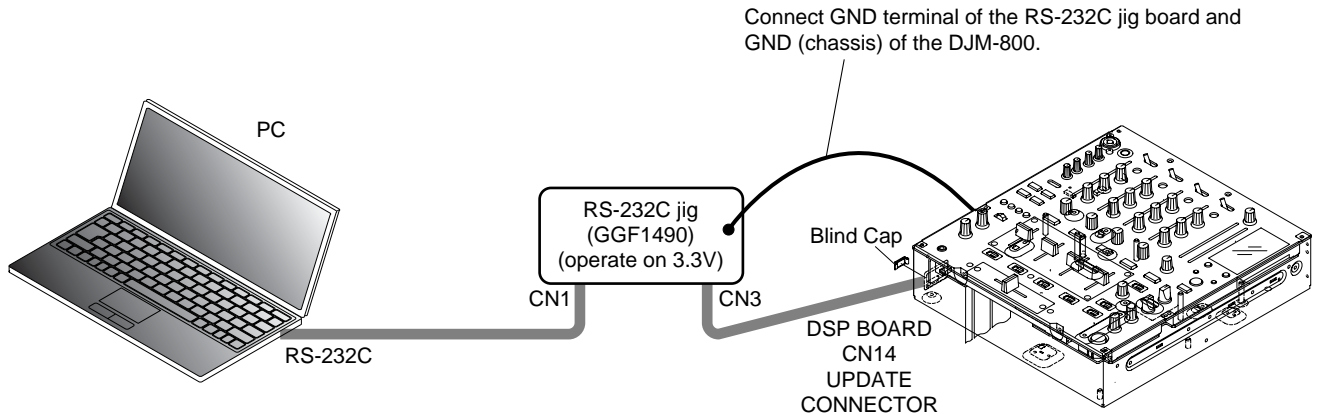 Connect GND terminal of the RS-232C jig board and
GND (chassis) of the DJM-800.
PC
RS-232C jig
(GGF1490)
(operate on 3.3V)
Blind Cap
CN1
CN3
RS-232C
DSP BOARD
CN14
UPDATE
CONNECTOR